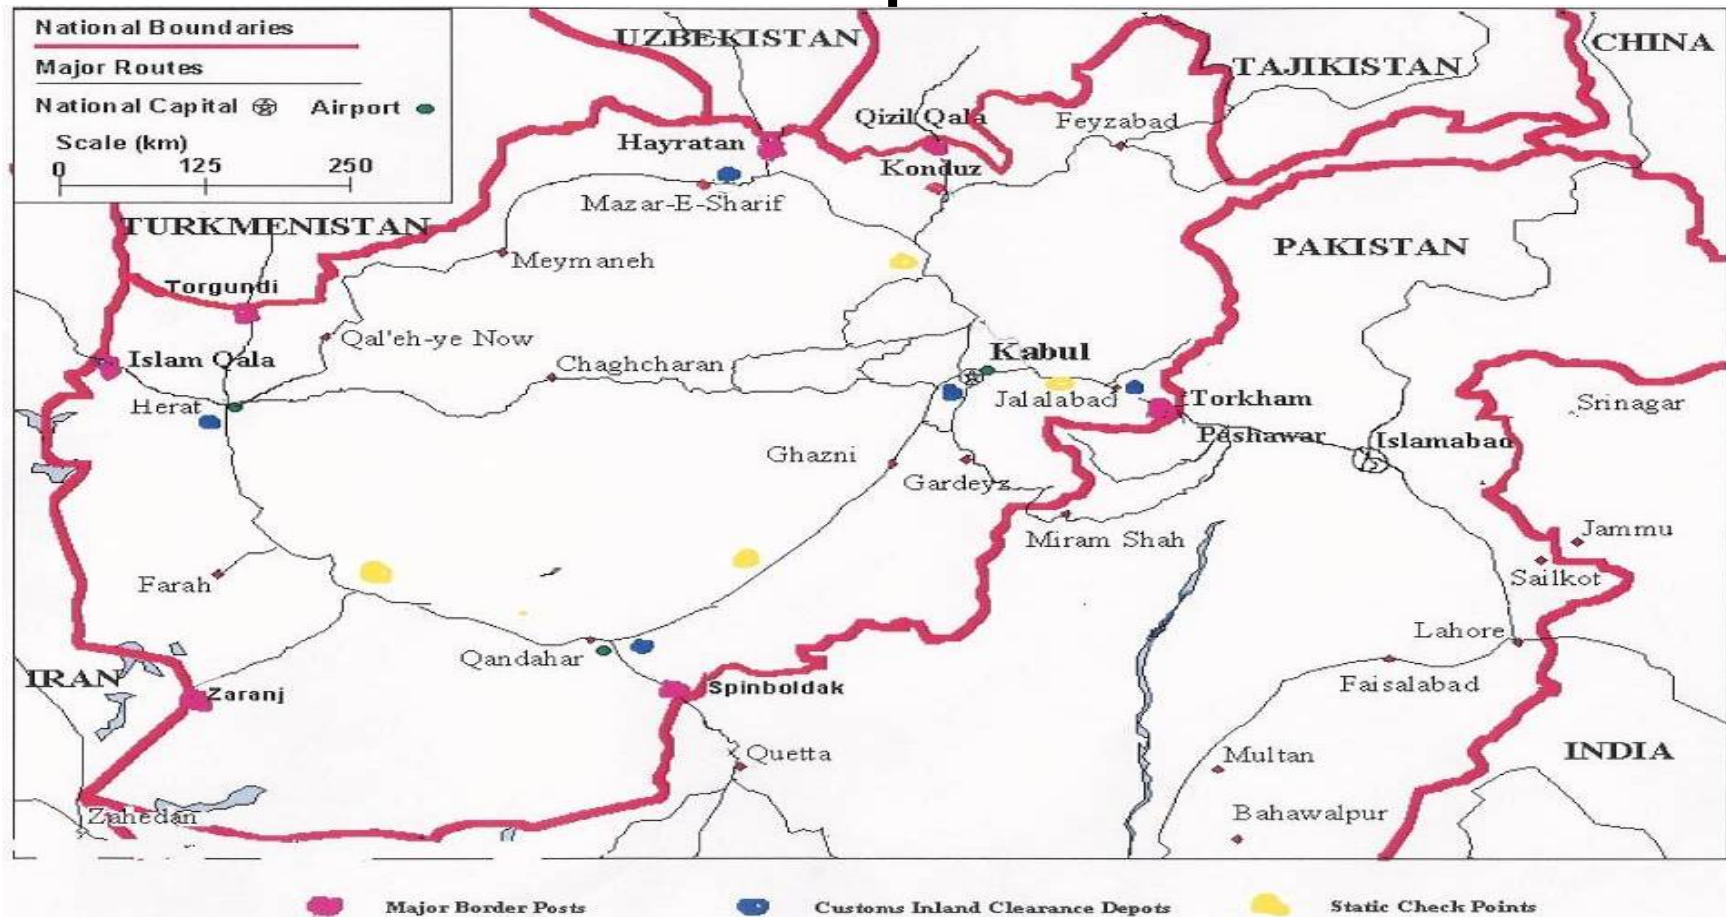 National Boundaries
Major Routes
National Capital Airport
Scale (km)
0 125 250
UZBEKISTAN
CHINA
TAJIKISTAN
Qizil Qala
Feyzabad
Hayratan
Konduz
Mazar-E-Sharif
TURKMENISTAN
PAKISTAN
Meymaneh
Torgundi
Qal'eh-ye Now
Kabul
Islam Qala
Chaghcharan
Herat
Jalalabad
Torkham
Srinagar
Peshawar
Islamabad
Ghazni
Gardeyz
Miram Shah
Jammu
Farah
Sailkot
Lahore
Qandahar
IRAN
Zaranj
Spinboldak
Faisalabad
Quetta
Multan
INDIA
Zahedan
Bahawalpur
Major Border Posts
Customs Inland Clearance Depots
Static Check Points